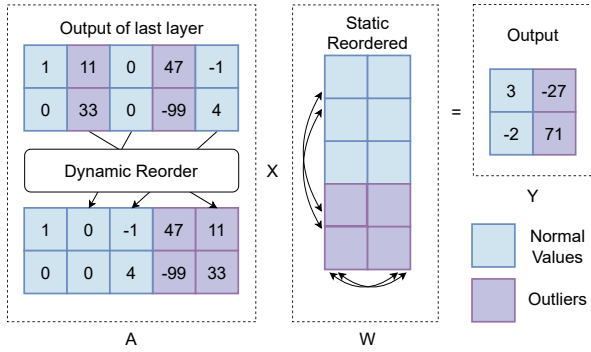 Output of last layer
1 11 0 47 -1
0 33 0 -99 4
Dynamic Reorder
1 0 -1 47 11
0 0 4 -99 33
A
X
Static
Reordered
W
=
Output
3 -27
-2 71
Y
Normal
Values
Outliers